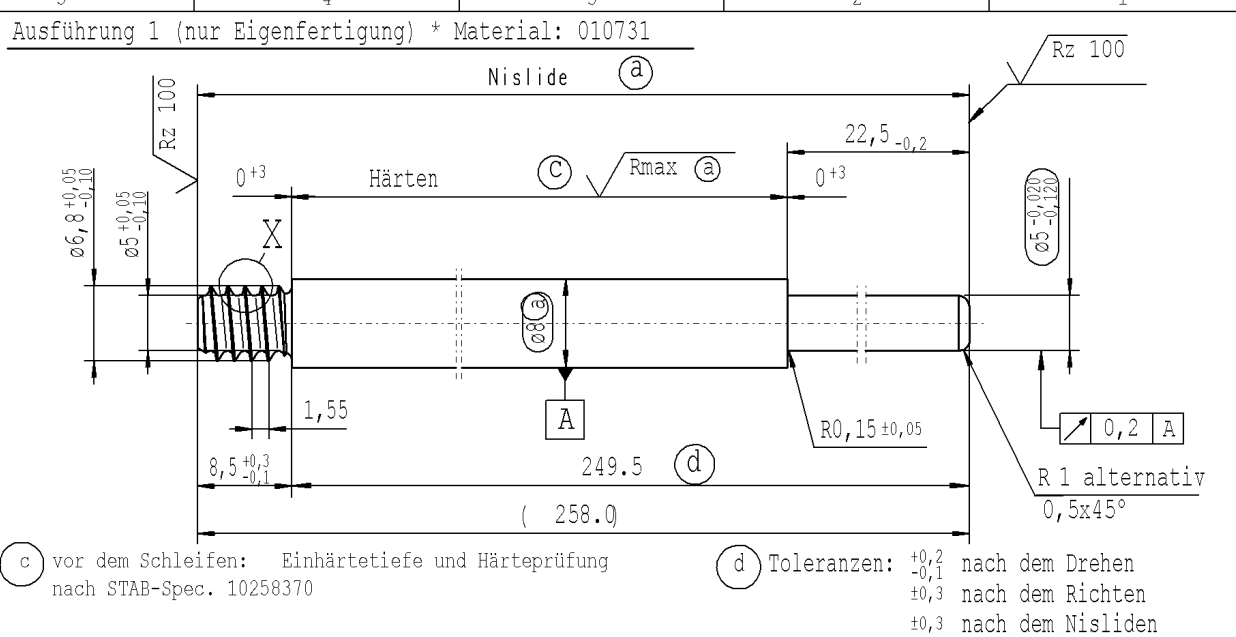 Ausführung 1 (nur Eigenfertigung) * Material: 010731
Nislide a
Rz 100
Rz 100
22,5 -0,2
0+3
Härten
c
Rmax a
0+3
ø6,8 +0,05 -0,10
ø5 +0,05 -0,10
ø5 -0,020 -0,120
X
ø8 a
A
1,55
R0,15 ±0,05
0,2 A
8,5 +0,3 -0,1
249.5 d
R 1 alternativ
0,5x45°
( 258.0)
c vor dem Schleifen: Einhärtetiefe und Härteprüfung
nach STAB-Spec. 10258370
d Toleranzen: +0,2 -0,1 nach dem Drehen
±0,3 nach dem Richten
±0,3 nach dem Nisliden